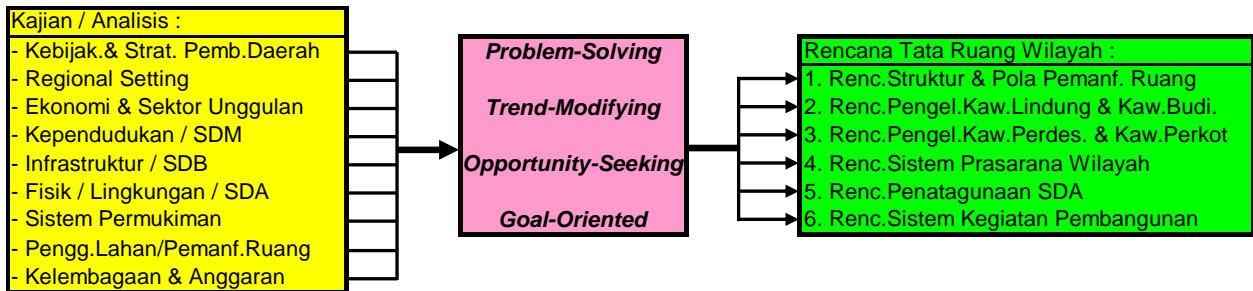 Kajian / Analisis :
- Kebijak.& Strat. Pemb.Daerah
- Regional Setting
- Ekonomi & Sektor Unggulan
- Kependudukan / SDM
- Infrastruktur / SDB
- Fisik / Lingkungan / SDA
- Sistem Permukiman
- Pengg.Lahan/Pemanf.Ruang
- Kelembagaan & Anggaran
Problem-Solving
Trend-Modifying
Opportunity-Seeking
Goal-Oriented
Rencana Tata Ruang Wilayah :
1. Renc.Struktur & Pola Pemanf. Ruang
2. Renc.Pengel.Kaw.Lindung & Kaw.Budi.
3. Renc.Pengel.Kaw.Perdes. & Kaw.Perkot
4. Renc.Sistem Prasarana Wilayah
5. Renc.Penatagunaan SDA
6. Renc.Sistem Kegiatan Pembangunan